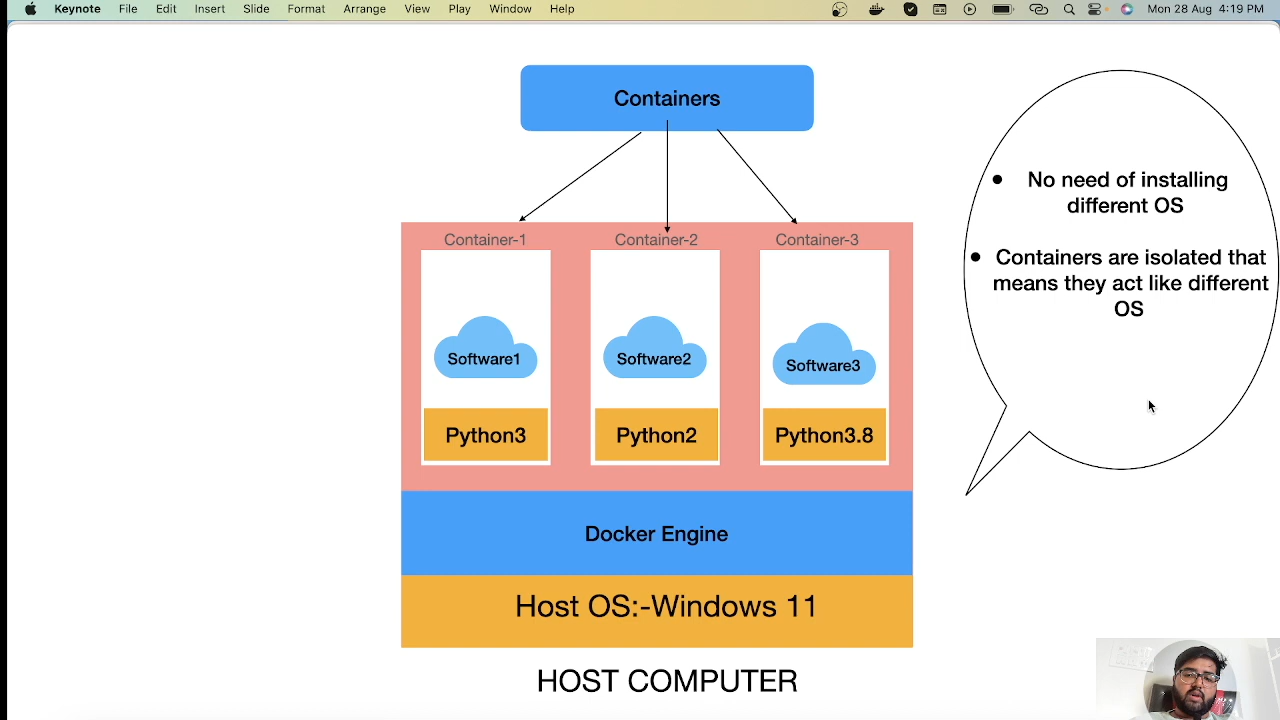 Keynote File Edit Insert Slide Format Arrange View Play Window Help Mon 28 Aug 4:19 PM
Containers
Container-1 Container-2 Container-3
Software1 Software2 Software3
Python3 Python2 Python3.8
Docker Engine
Host OS:-Windows 11
HOST COMPUTER
No need of installing
different OS
Containers are isolated that
means they act like different
OS